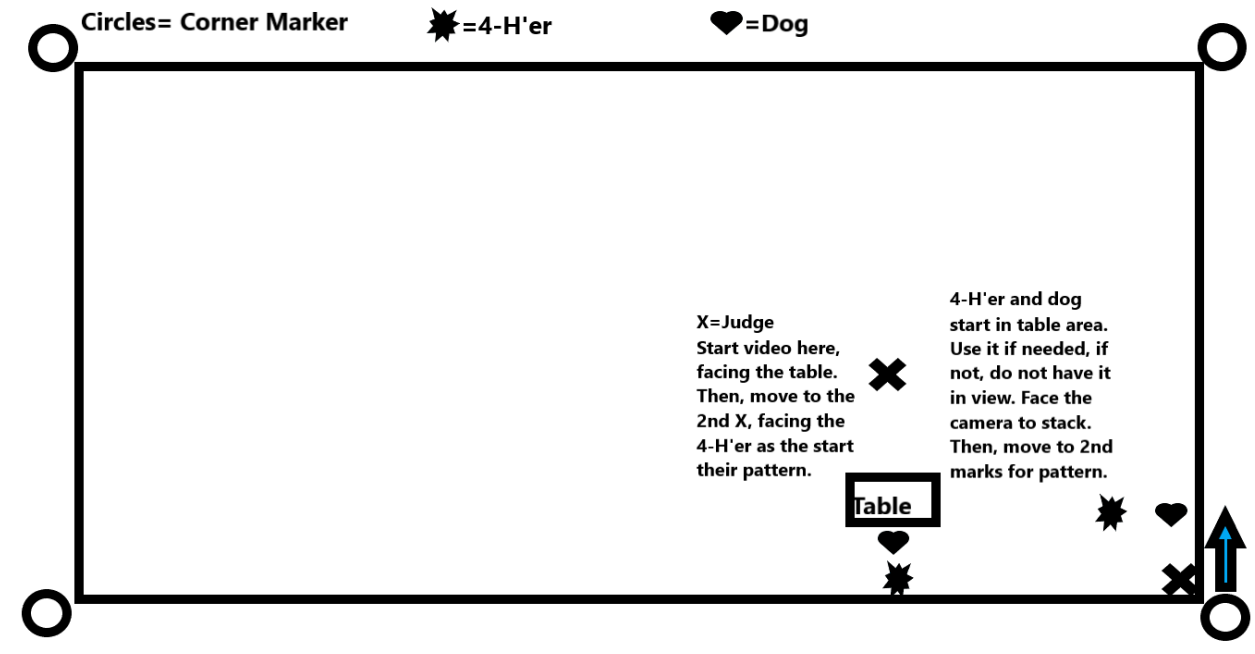 Circles= Corner Marker
=4-H'er
=Dog
X=Judge
Start video here,
facing the table.
Then, move to the
2nd X, facing the
4-H'er as the start
their pattern.
4-H'er and dog
start in table area.
Use it if needed, if
not, do not have it
in view. Face the
camera to stack.
Then, move to 2nd
marks for pattern.
Table